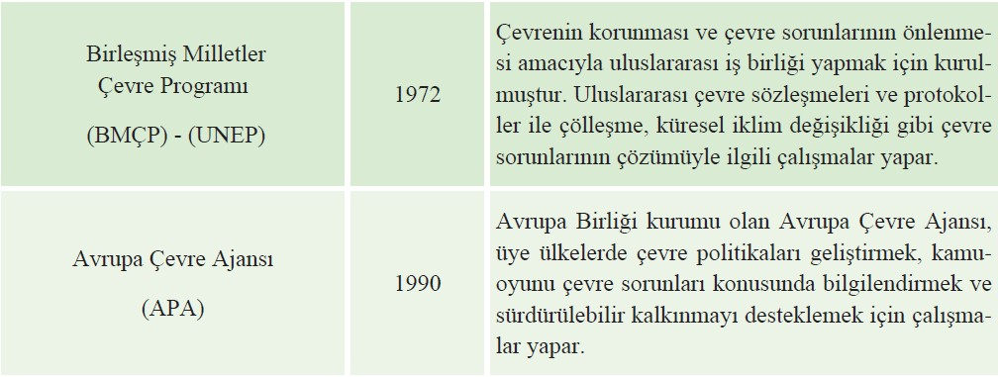 Birleşmiş Milletler
Çevre Programı
(BMÇP) - (UNEP)
1972
Çevrenin korunması ve çevre sorunlarının önlenme-
si amacıyla uluslararası iş birliği yapmak için kurul-
muştur. Uluslararası çevre sözleşmeleri ve protokol-
ler ile çölleşme, küresel iklim değişikliği gibi çevre
sorunlarının çözümüyle ilgili çalışmalar yapar.
Avrupa Çevre Ajansı
(APA)
1990
Avrupa Birliği kurumu olan Avrupa Çevre Ajansı,
üye ülkelerde çevre politikaları geliştirmek, kamu-
oyunu çevre sorunları konusunda bilgilendirmek ve
sürdürülebilir kalkınmayı desteklemek için çalışma-
lar yapar.